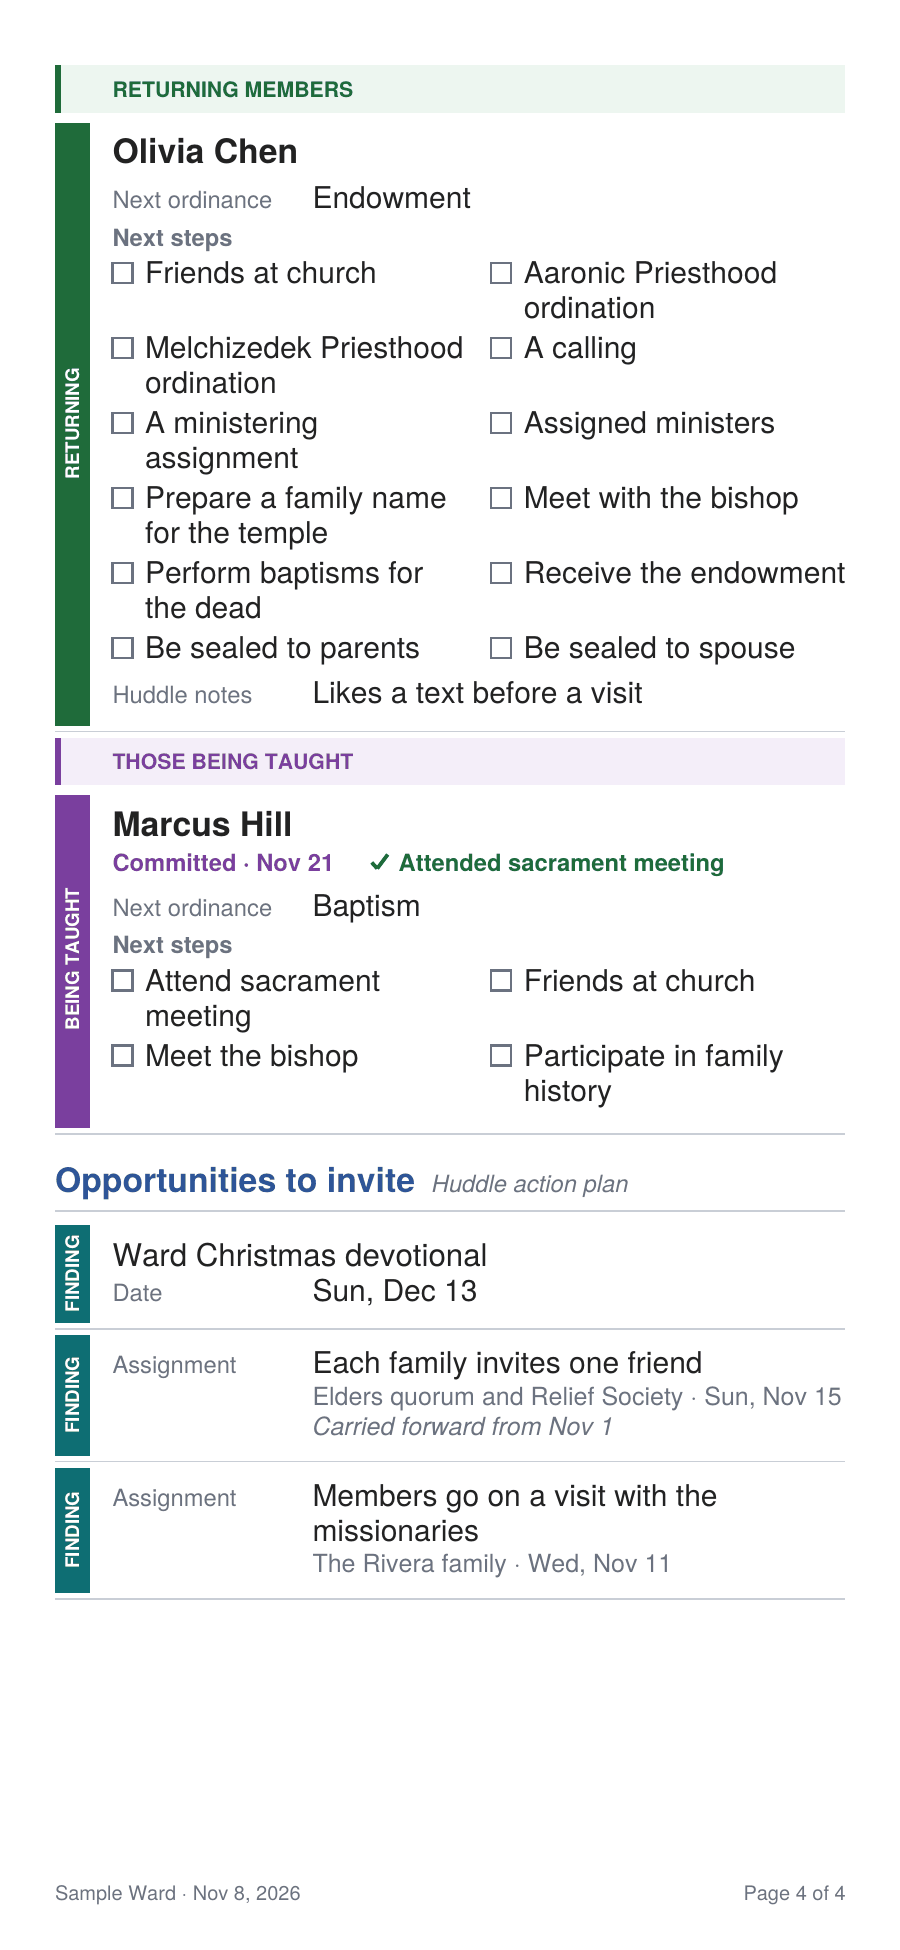 RETURNING MEMBERS
RETURNING
Olivia Chen
Next ordinance Endowment
Next steps
Friends at church
Aaronic Priesthood
ordination
Melchizedek Priesthood
ordination
A calling
A ministering
assignment
Assigned ministers
Prepare a family name
for the temple
Meet with the bishop
Perform baptisms for
the dead
Receive the endowment
Be sealed to parents
Be sealed to spouse
Huddle notes Likes a text before a visit
THOSE BEING TAUGHT
BEING TAUGHT
Marcus Hill
Committed · Nov 21 ✓ Attended sacrament meeting
Next ordinance Baptism
Next steps
Attend sacrament
meeting
Friends at church
Meet the bishop
Participate in family
history
Opportunities to invite Huddle action plan
FINDING
Ward Christmas devotional
Date Sun, Dec 13
FINDING
Assignment Each family invites one friend
Elders quorum and Relief Society · Sun, Nov 15
Carried forward from Nov 1
FINDING
Assignment Members go on a visit with the
missionaries
The Rivera family · Wed, Nov 11
Sample Ward · Nov 8, 2026 Page 4 of 4